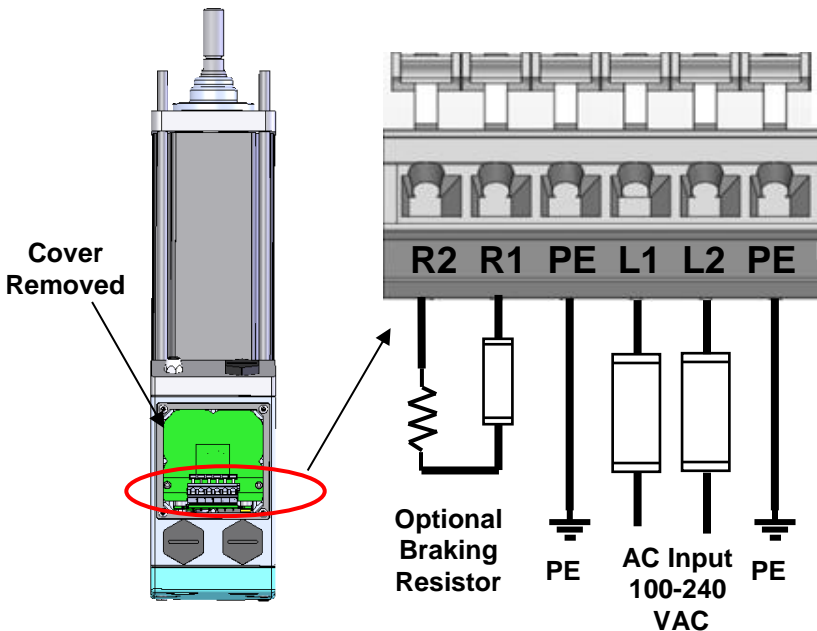 Cover
Removed
R2 R1 PE L1 L2 PE
Optional
Braking
Resistor
PE
AC Input
100-240
VAC
PE